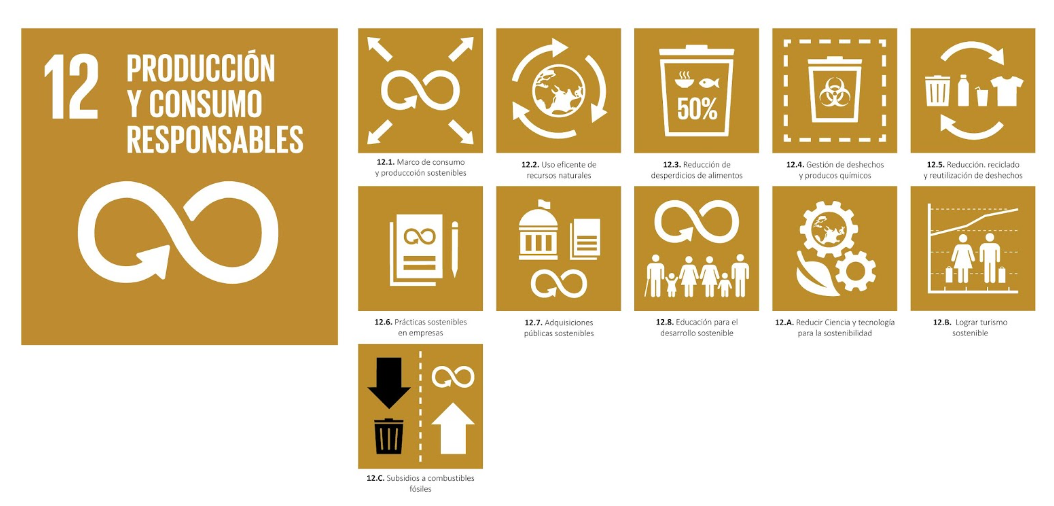 12
PRODUCCIÓN
Y CONSUMO
RESPONSABLES
12.1. Marco de consumo
y producción sostenibles
12.2. Uso eficente de
recursos naturales
50%
12.3. Reducción de
desperdicios de alimentos
12.4. Gestión de deshechos
y producos químicos
12.5. Reducción, reciclado
y reutilización de deshechos
12.6. Prácticas sostenibles
en empresas
12.7. Adquisiciones
públicas sostenibles
12.8. Educación para el
desarrollo sostenible
12.A. Reducir Ciencia y tecnología
para la sostenibilidad
12.B. Lograr turismo
sostenible
12.C. Subsidios a combustibles
fósiles